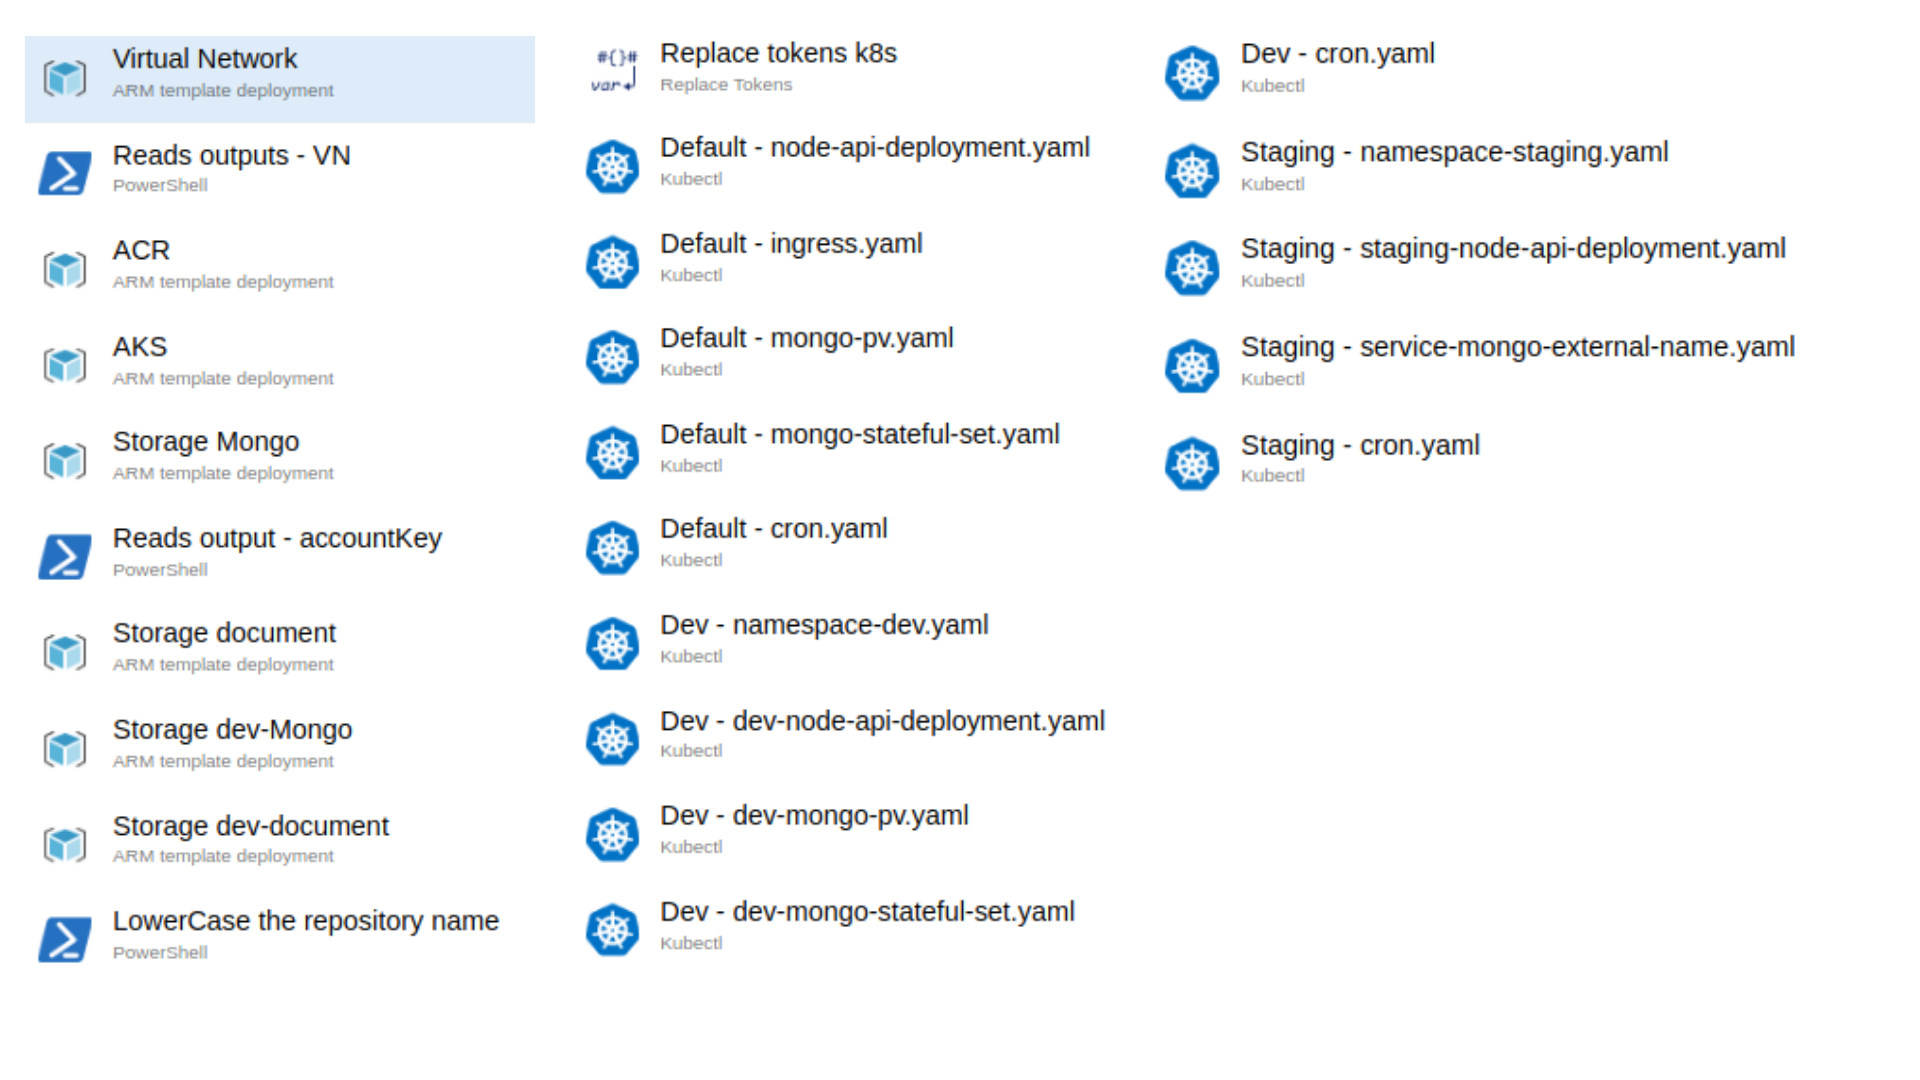 Virtual Network
ARM template deployment
Reads outputs - VN
PowerShell
ACR
ARM template deployment
AKS
ARM template deployment
Storage Mongo
ARM template deployment
Reads output - accountKey
PowerShell
Storage document
ARM template deployment
Storage dev-Mongo
ARM template deployment
Storage dev-document
ARM template deployment
LowerCase the repository name
PowerShell
#{}#
var
Replace tokens k8s
Replace Tokens
Default - node-api-deployment.yaml
Kubectl
Default - ingress.yaml
Kubectl
Default - mongo-pv.yaml
Kubectl
Default - mongo-stateful-set.yaml
Kubectl
Default - cron.yaml
Kubectl
Dev - namespace-dev.yaml
Kubectl
Dev - dev-node-api-deployment.yaml
Kubectl
Dev - dev-mongo-pv.yaml
Kubectl
Dev - dev-mongo-stateful-set.yaml
Kubectl
Dev - cron.yaml
Kubectl
Staging - namespace-staging.yaml
Kubectl
Staging - staging-node-api-deployment.yaml
Kubectl
Staging - service-mongo-external-name.yaml
Kubectl
Staging - cron.yaml
Kubectl